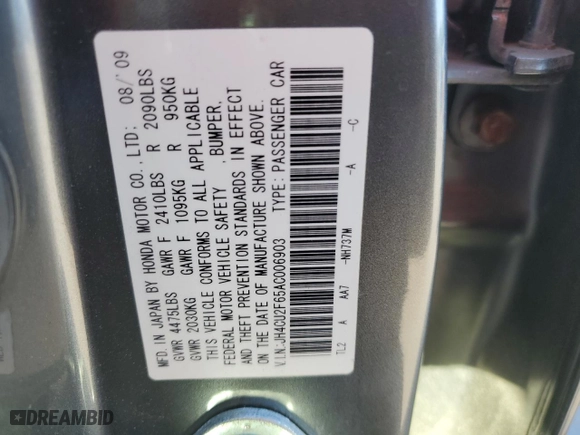 MFD. IN JAPAN BY HONDA MOTOR CO., LTD: 08/'09
GVWR 4475LBS GAWR F 2410LBS R 2090LBS
GVWR 2030KG GAWR F 1095KG R 950KG
THIS VEHICLE CONFORMS TO ALL APPLICABLE
FEDERAL MOTOR VEHICLE SAFETY ,BUMPER,
AND THEFT PREVENTION STANDARDS IN EFFECT
ON THE DATE OF MANUFACTURE SHOWN ABOVE.
V.I.N:JH4CU2F65AC006903 TYPE: PASSENGER CAR
TL2 A AA7 -NH737M -A -C
DREAMBID